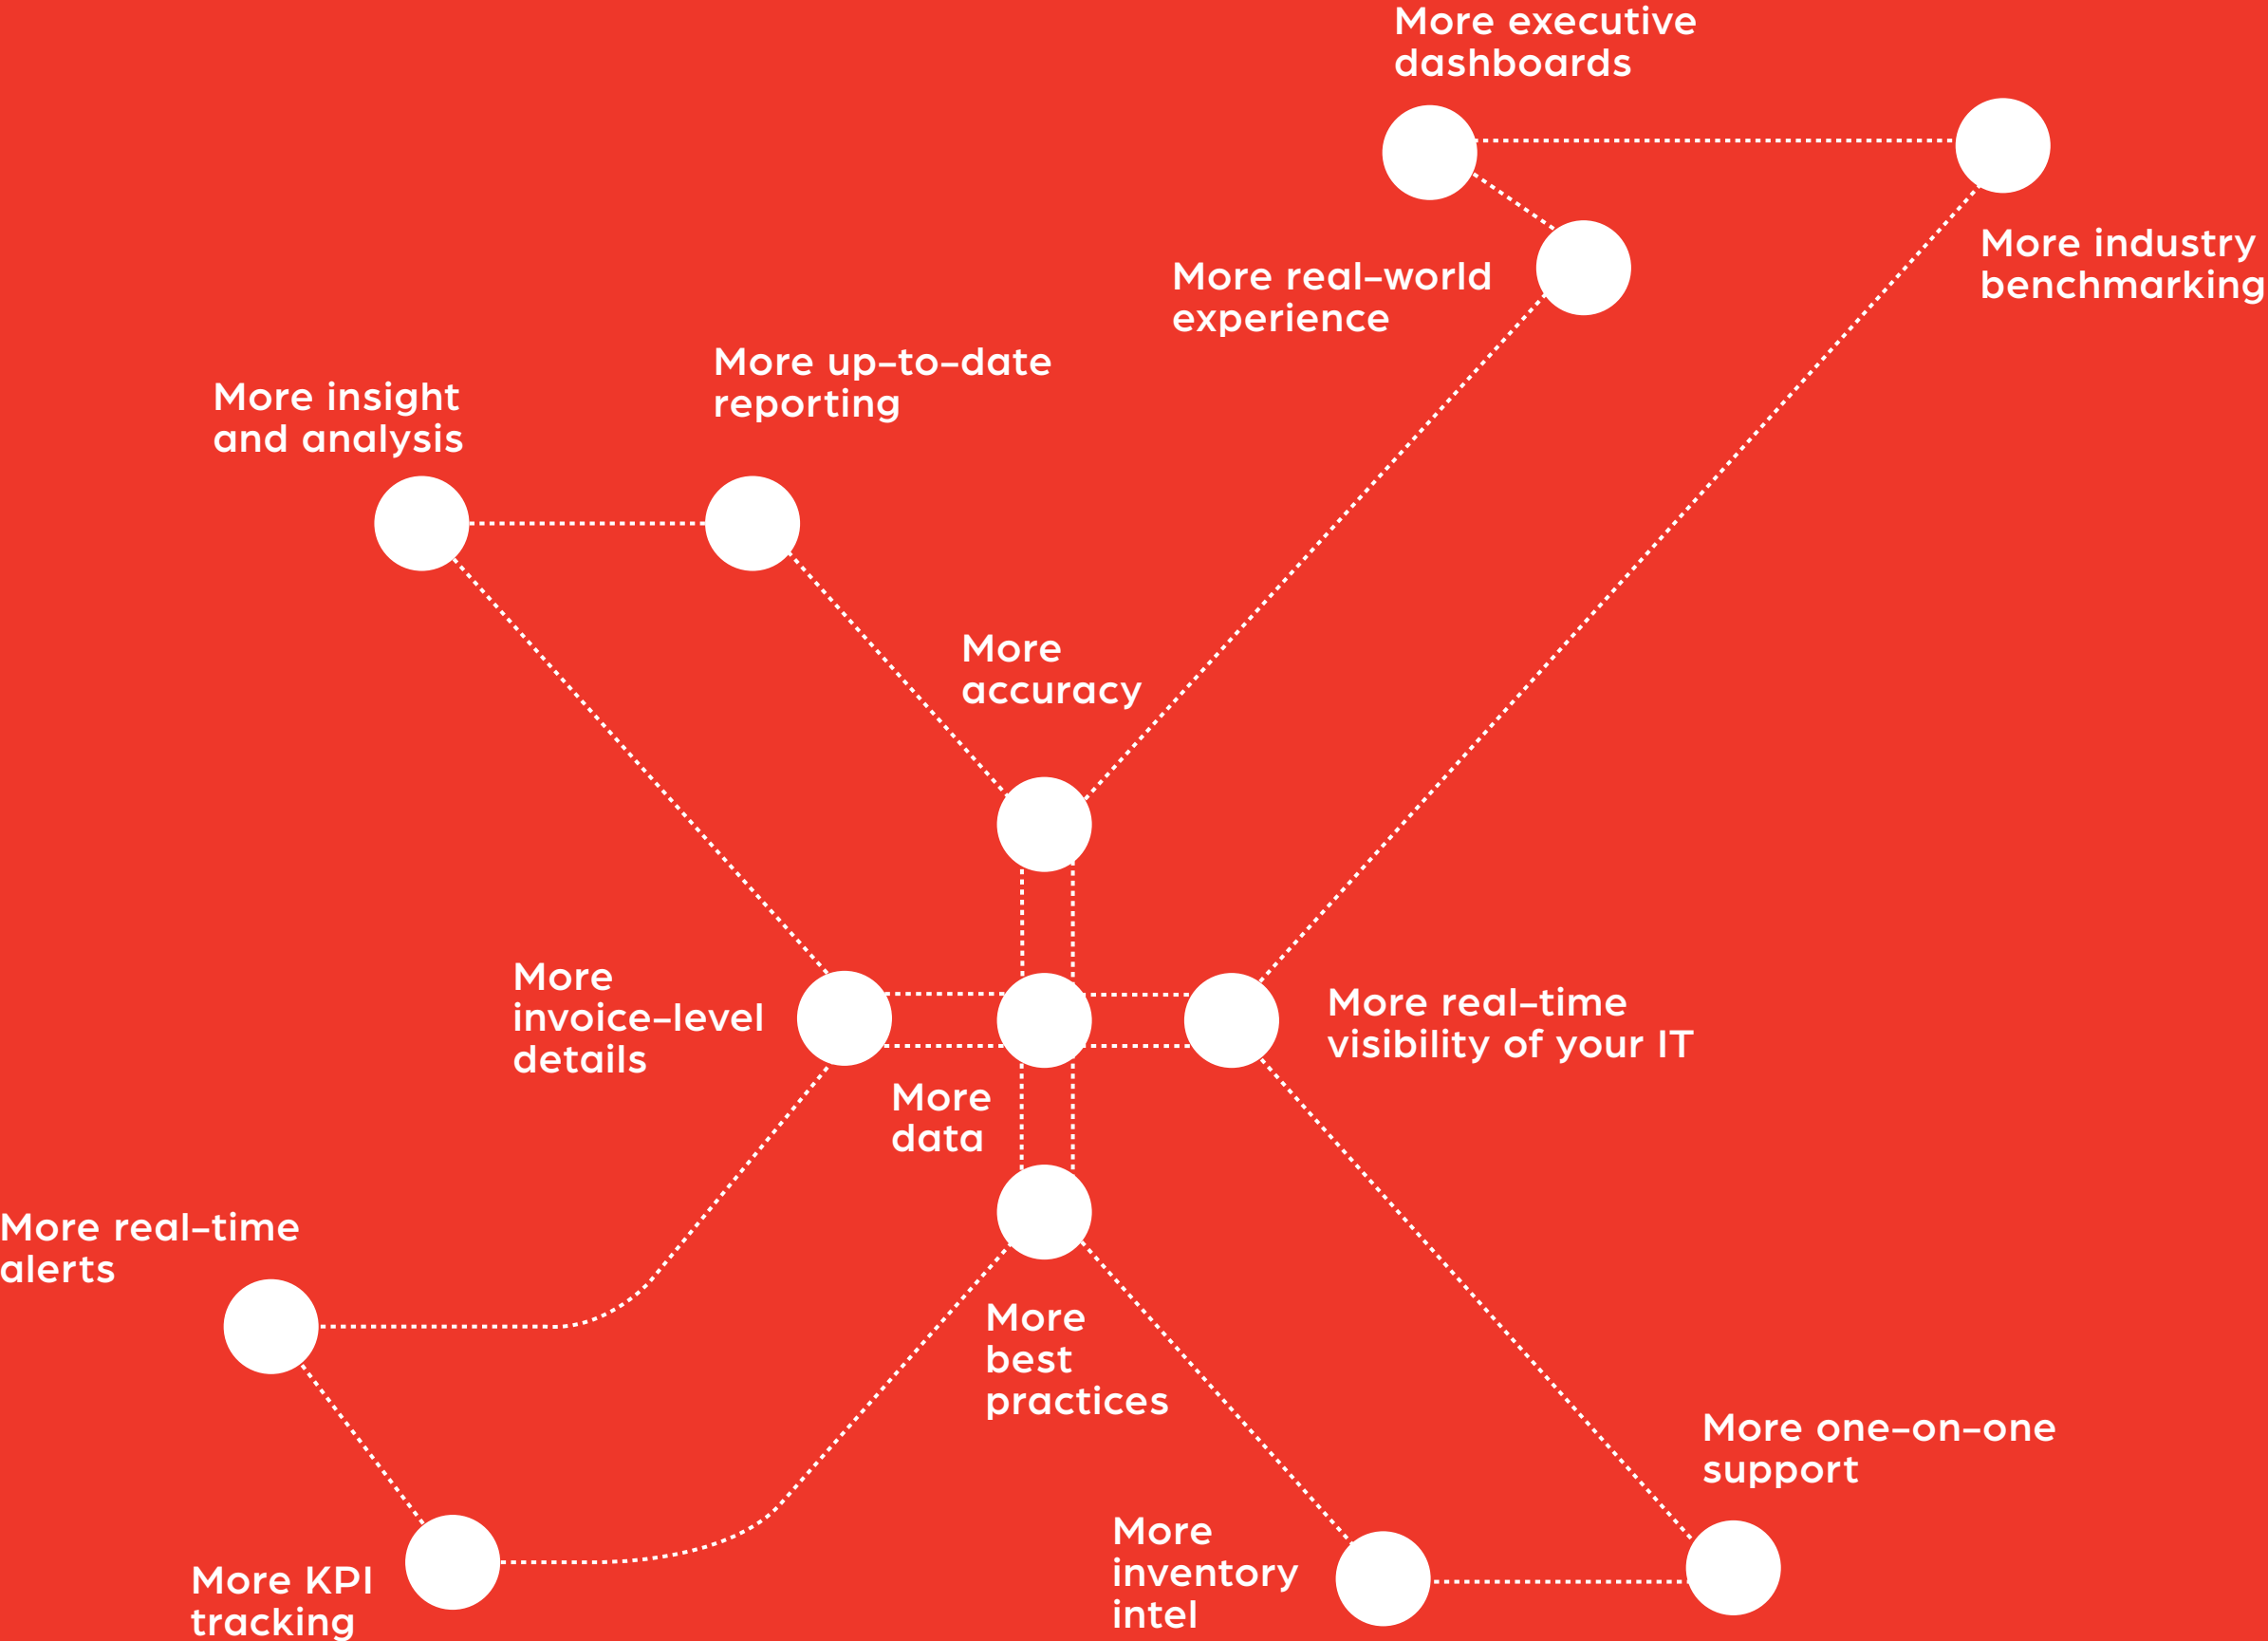 More executive
dashboards
More industry
benchmarking
More real-world
experience
More up-to-date
reporting
More insight
and analysis
More
accuracy
More
invoice-level
details
More real-time
visibility of your IT
More
data
More real-time
alerts
More
best
practices
More one-on-one
support
More
inventory
intel
More KPI
tracking